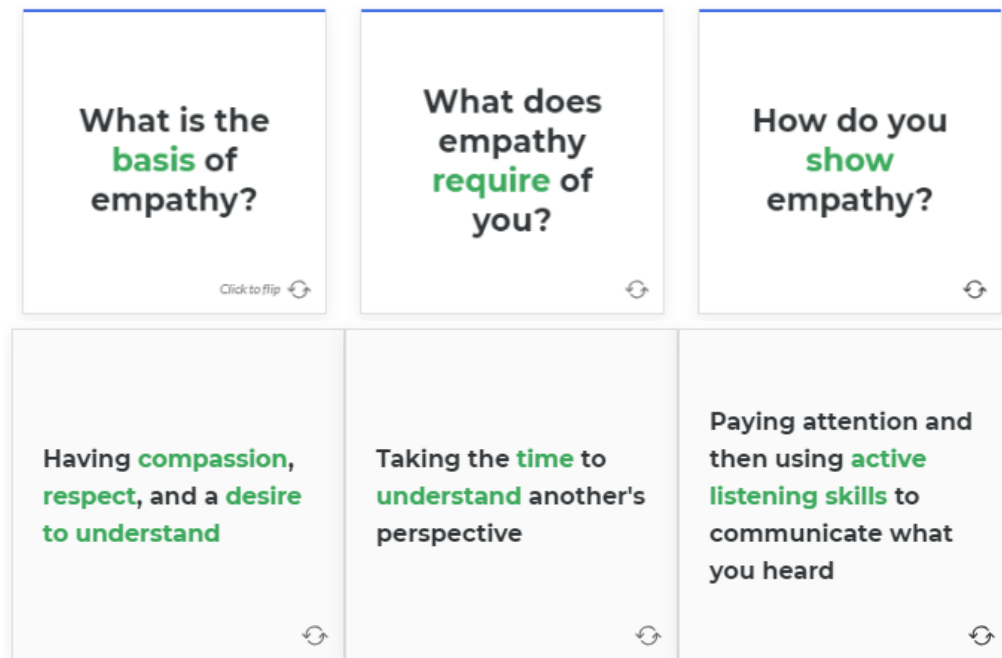 What is the
basis of
empathy?
Click to flip
What does
empathy
require of
you?
How do you
show
empathy?
Having compassion,
respect, and a desire
to understand
Taking the time to
understand another's
perspective
Paying attention and
then using active
listening skills to
communicate what
you heard